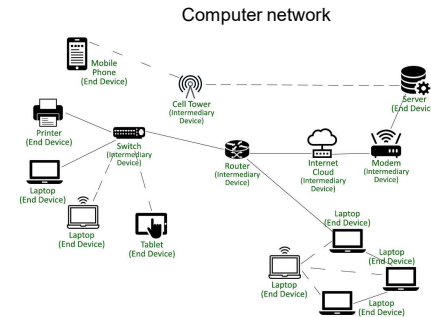 Computer network
Mobile
Phone
(End Device)
Cell Tower
(Intermediary
Device)
Server
(End Devic
Printer
(End Device)
Switch
(Intermediary
Device)
Router
(Intermediary
Device)
Internet
Cloud
(Intermediary
Device)
Modem
(Intermediary
Device)
Laptop
(End Device)
Laptop
(End Device)
Tablet
(End Device)
Laptop
(End Device)
Laptop
(End Device)
Laptop
(End Device)
Laptop
(End Device)